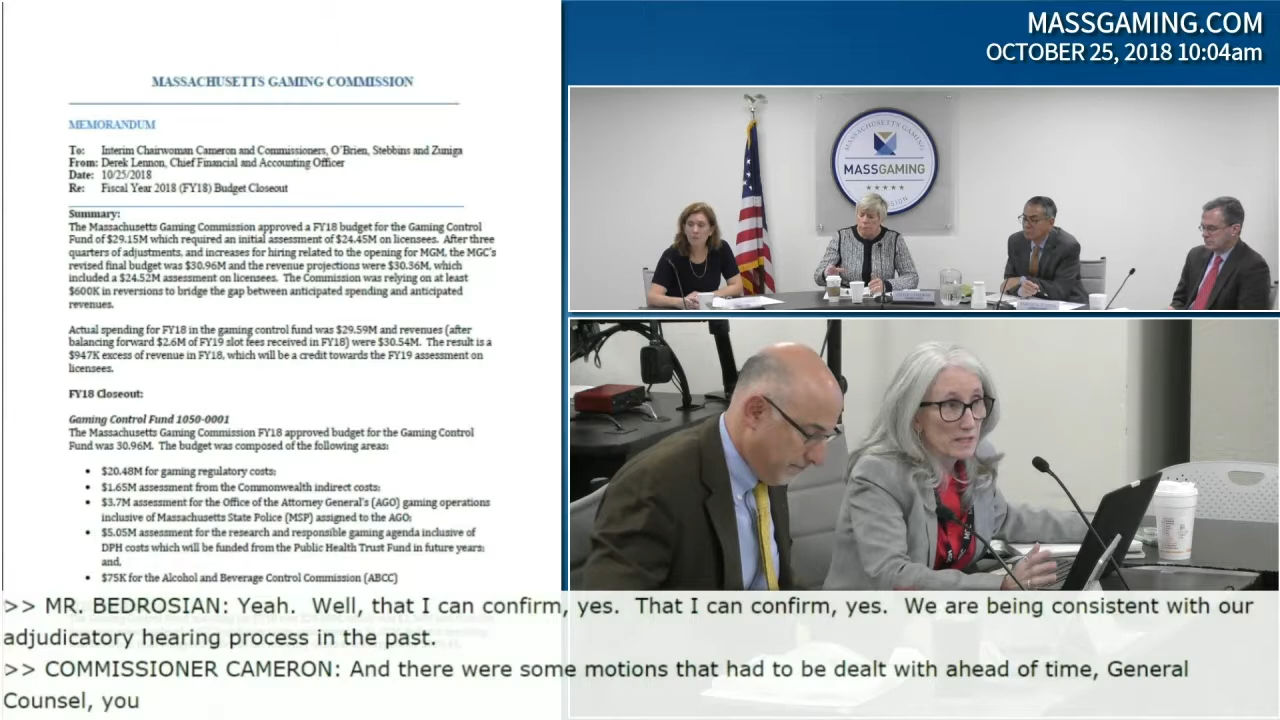 MASSACHUSETTS GAMING COMMISSION
MEMORANDUM
To: Interim Chairwoman Cameron and Commissioners, O'Brien, Stebbins and Zuniga
From: Derek Lennon, Chief Financial and Accounting Officer
Date: 10/25/2018
Re: Fiscal Year 2018 (FY18) Budget Closeout
Summary:
The Massachusetts Gaming Commission approved a FY18 budget for the Gaming Control
Fund of $29.15M which required an initial assessment of $24.45M on licensees. After three
quarters of adjustments, and increases for hiring related to the opening for MGM, the MGC's
revised final budget was $30.96M and the revenue projections were $30.36M, which
included a $24.52M assessment on licensees. The Commission was relying on at least
$600K in reversions to bridge the gap between anticipated spending and anticipated
revenues.
Actual spending for FY18 in the gaming control fund was $29.59M and revenues (after
balancing forward $2.6M of FY19 slot fees received in FY18) were $30.54M. The result is a
$947K excess of revenue in FY18, which will be a credit towards the FY19 assessment on
licensees.
FY18 Closeout:
Gaming Control Fund 1050-0001
The Massachusetts Gaming Commission FY18 approved budget for the Gaming Control
Fund was 30.96M. The budget was composed of the following areas:
• $20.48M for gaming regulatory costs;
• $1.65M assessment from the Commonwealth indirect costs;
• $3.7M assessment for the Office of the Attorney General's (AGO) gaming operations
inclusive of Massachusetts State Police (MSP) assigned to the AGO;
• $5.05M assessment for the research and responsible gaming agenda inclusive of
DPH costs which will be funded from the Public Health Trust Fund in future years;
and,
• $75K for the Alcohol and Beverage Control Commission (ABCC)
MASSGAMING.COM
OCTOBER 25, 2018 10:04am
MASSACHUSETTS GAMING
MASSGAMING
>> MR. BEDROSIAN: Yeah. Well, that I can confirm, yes. That I can confirm, yes. We are being consistent with our
adjudicatory hearing process in the past.
>> COMMISSIONER CAMERON: And there were some motions that had to be dealt with ahead of time, General
Counsel, you